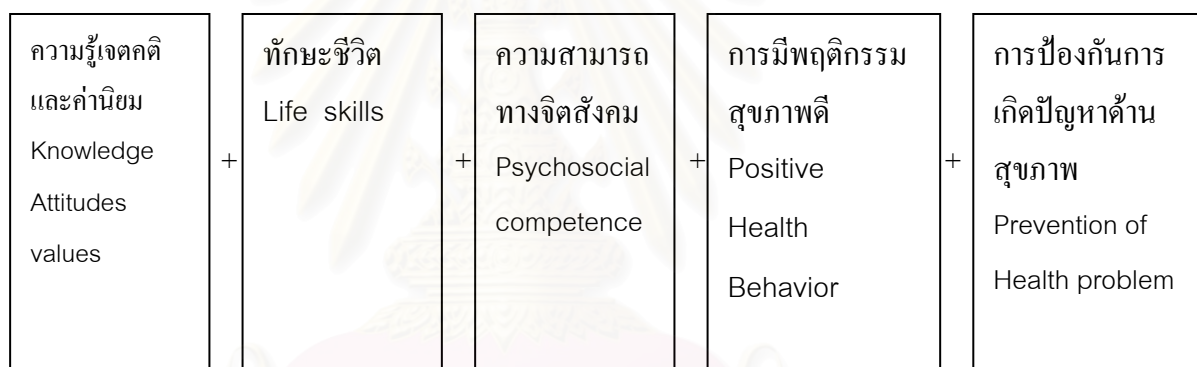 ความรู้เจตคติ
และค่านิยม
Knowledge
Attitudes
values
+
ทักษะชีวิต
Life skills
+
ความสามารถ
ทางจิตสังคม
Psychosocial
competence
+
การมีพฤติกรรม
สุขภาพดี
Positive
Health
Behavior
+
การป้องกันการ
เกิดปัญหาด้าน
สุขภาพ
Prevention of
Health problem